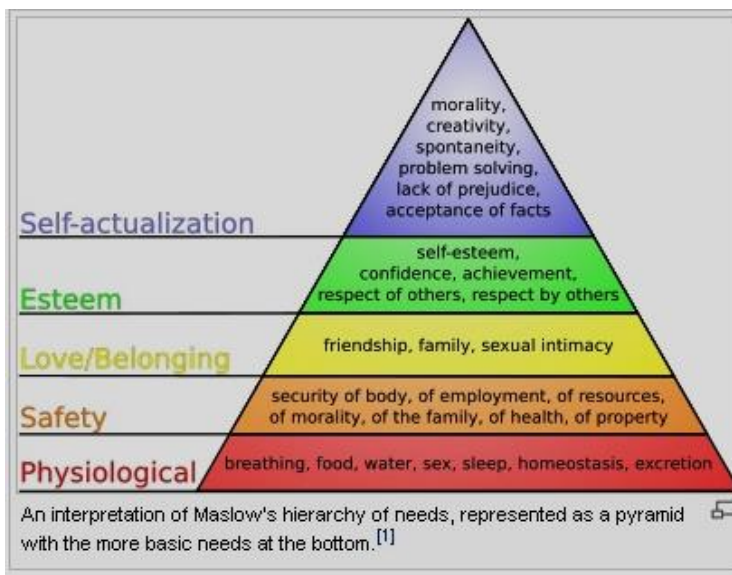 morality,
creativity,
spontaneity,
problem solving,
lack of prejudice,
acceptance of facts
Self-actualization
self-esteem,
confidence, achievement,
respect of others, respect by others
Esteem
friendship, family, sexual intimacy
Love/Belonging
security of body, of employment, of resources,
of morality, of the family, of health, of property
Safety
breathing, food, water, sex, sleep, homeostasis, excretion
Physiological
An interpretation of Maslow's hierarchy of needs, represented as a pyramid
with the more basic needs at the bottom.[1]